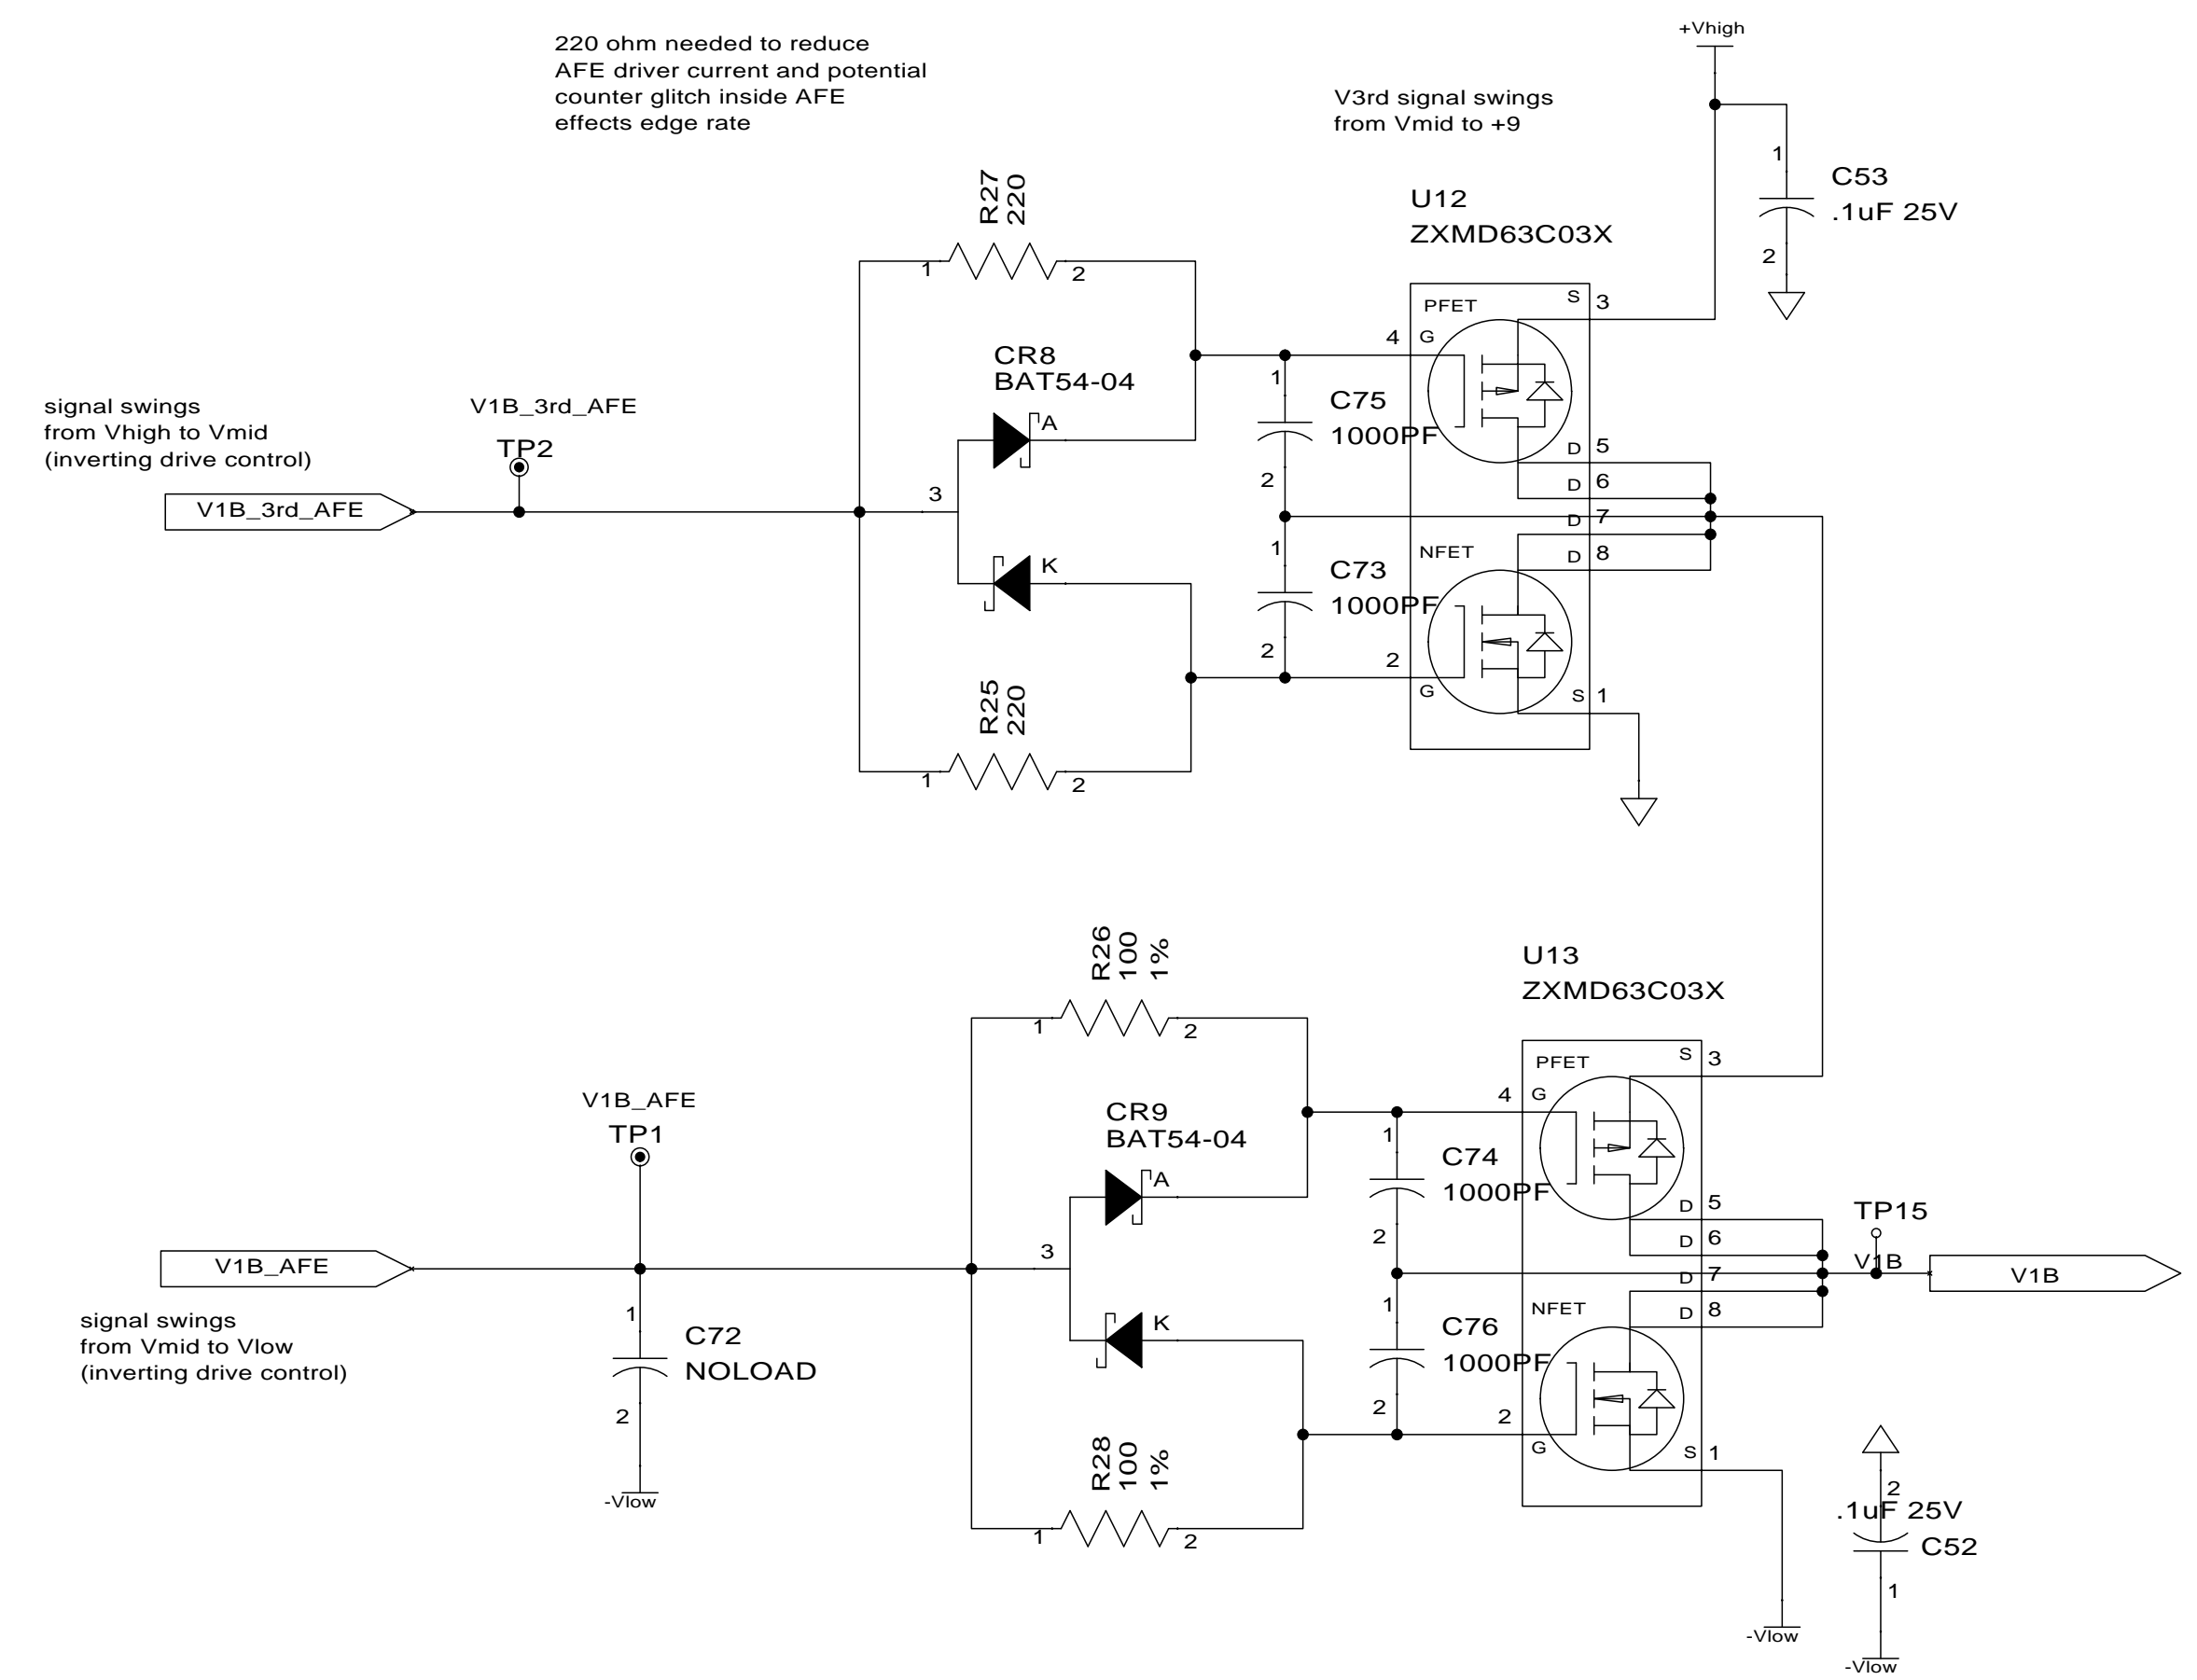 +Vhigh
220 ohm needed to reduce
AFE driver current and potential
counter glitch inside AFE
effects edge rate
V3rd signal swings
from Vmid to +9
1
C53
.1uF 25V
2
R27
220
1
2
U12
ZXMD63C03X
PFET
S
3
4
G
CR8
BAT54-04
A
1
C75
1000PF
2
D
5
D
6
D
7
D
8
signal swings
from Vhigh to Vmid
(inverting drive control)
V1B_3rd_AFE
TP2
V1B_3rd_AFE
3
K
1
C73
1000PF
2
NFET
2
G
S
1
R25
220
1
2
R26
100
1%
1
2
U13
ZXMD63C03X
PFET
S
3
4
G
V1B_AFE
TP1
CR9
BAT54-04
A
1
C74
1000PF
2
D
5
D
6
D
7
D
8
TP15
V1B
V1B
V1B_AFE
3
K
signal swings
from Vmid to Vlow
(inverting drive control)
1
C72
NOLOAD
2
-Vlow
1
C76
1000PF
2
NFET
2
G
S
1
R28
100
1%
1
2
2
.1uF 25V
C52
1
-Vlow
-Vlow